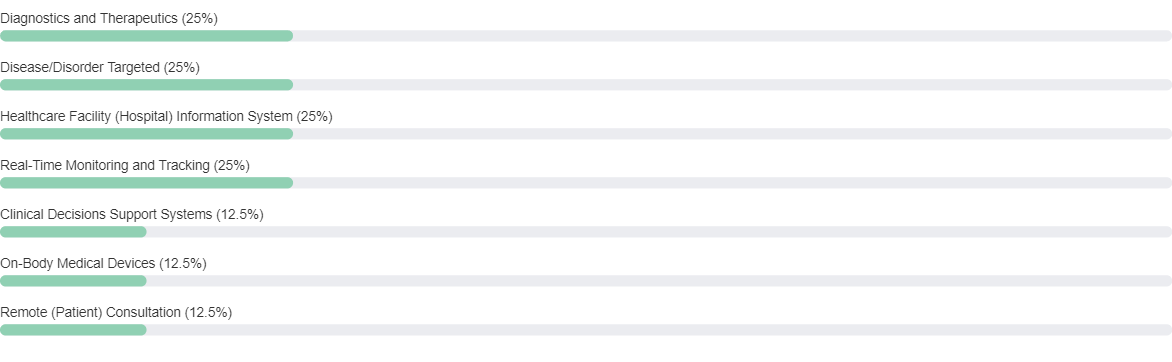 Diagnostics and Therapeutics (25%)
Disease/Disorder Targeted (25%)
Healthcare Facility (Hospital) Information System (25%)
Real-Time Monitoring and Tracking (25%)
Clinical Decisions Support Systems (12.5%)
On-Body Medical Devices (12.5%)
Remote (Patient) Consultation (12.5%)